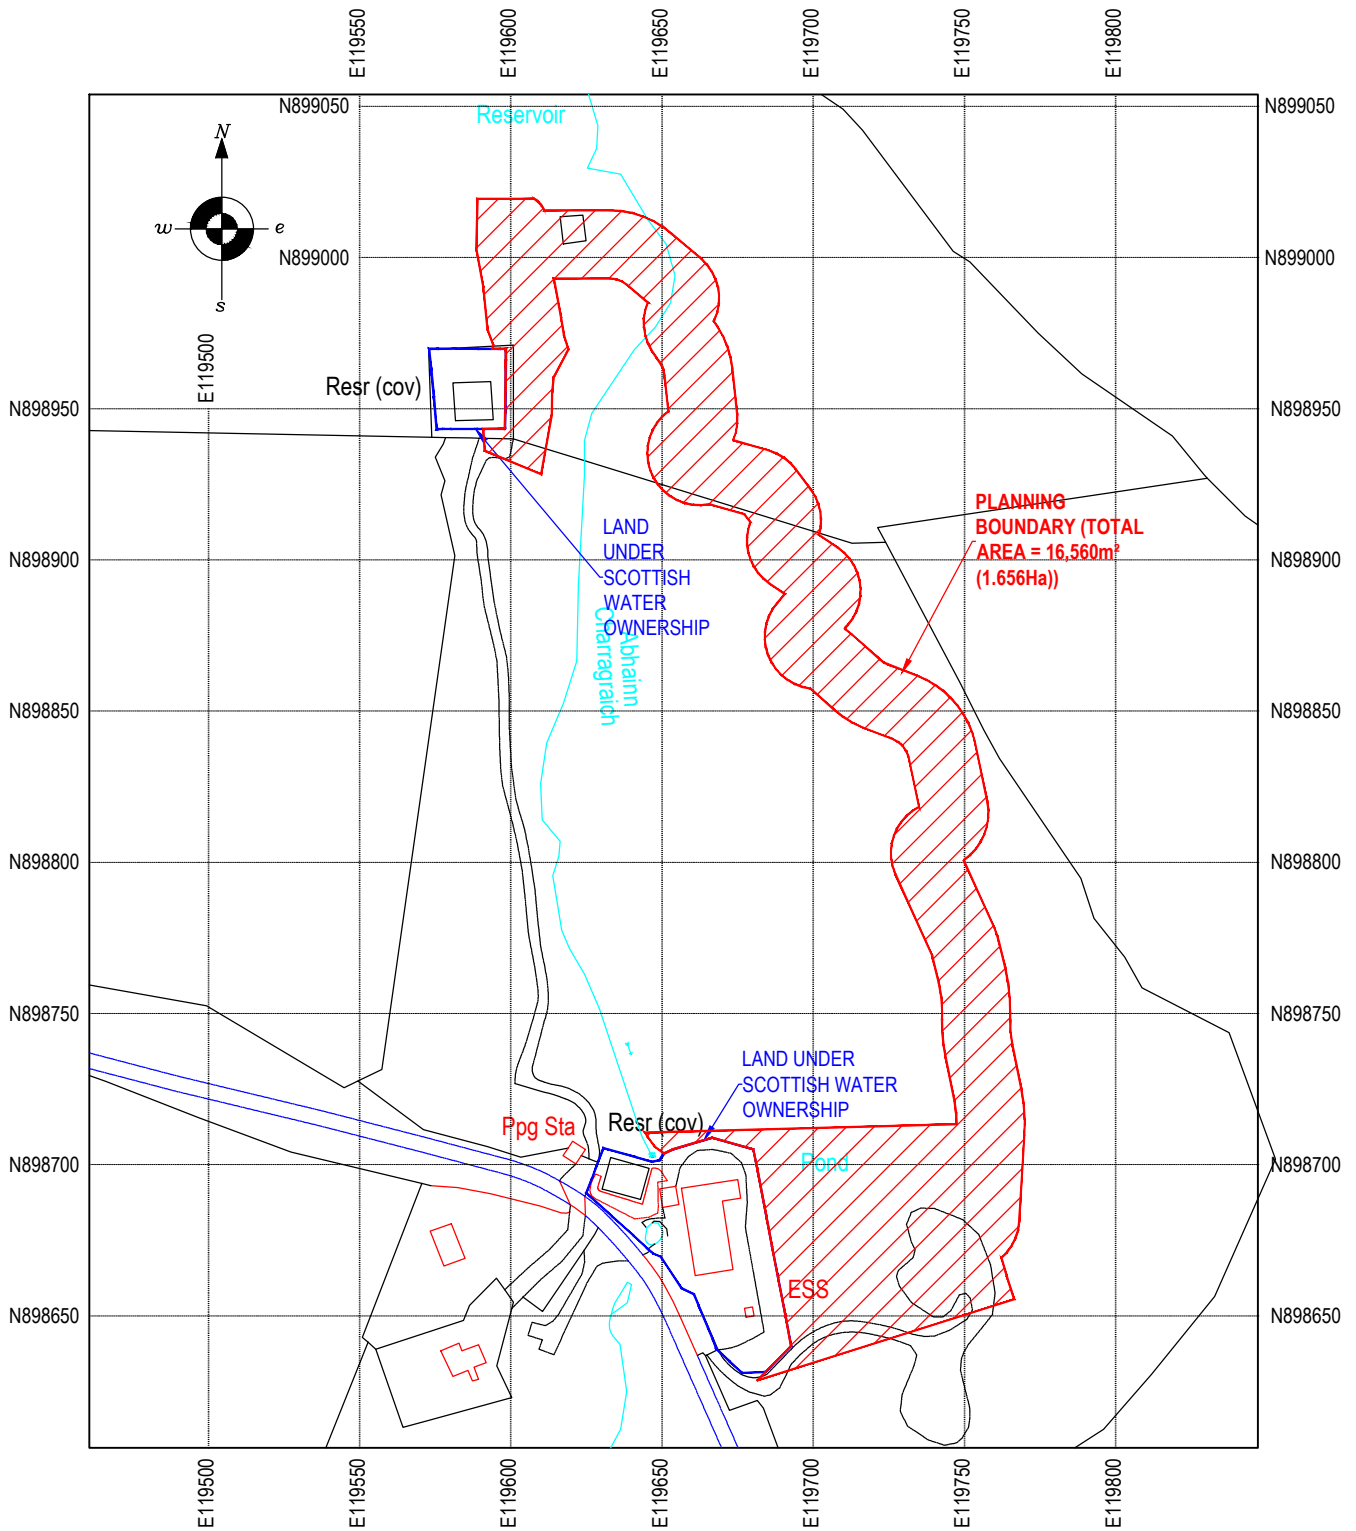 E119550
E119600
E119650
E119700
E119750
E119800
N899050
Reservoir
N899050
N
w
e
s
N899000
N899000
E119500
Resr (cov)
N898950
N898950
PLANNING
BOUNDARY (TOTAL
AREA = 16,560m²
(1.656Ha))
LAND
UNDER
SCOTTISH
WATER
OWNERSHIP
N898900
N898900
Abhainn
Charragraich
N898850
N898850
N898800
N898800
N898750
N898750
LAND UNDER
SCOTTISH WATER
OWNERSHIP
Ppg Sta
Resr (cov)
N898700
Pond
N898700
ESS
N898650
N898650
E119500
E119550
E119600
E119650
E119700
E119750
E119800